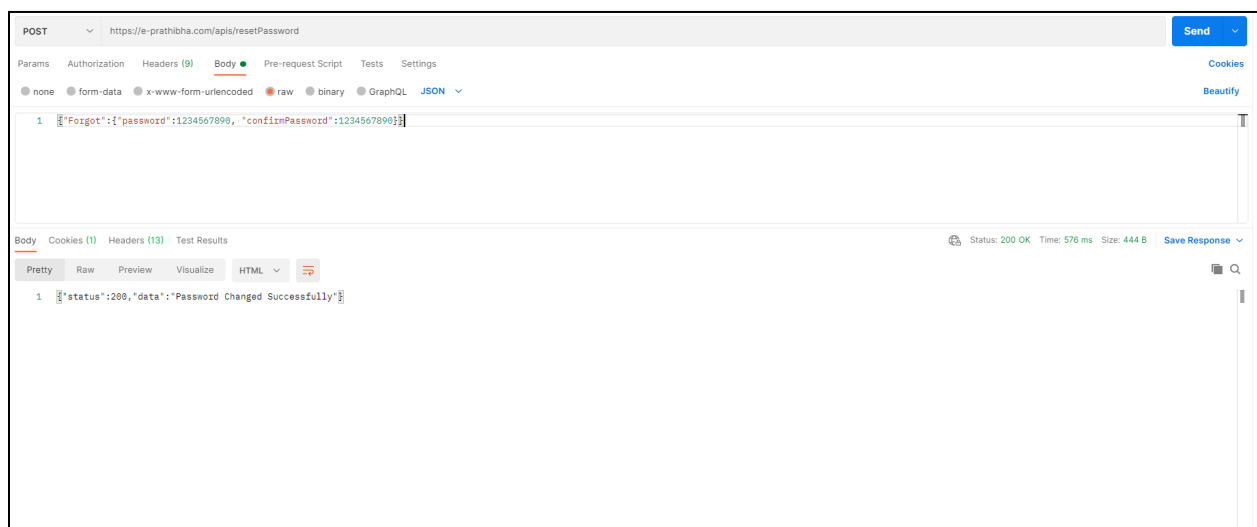 POST https://e-prathibha.com/apis/resetPassword Send
Params Authorization Headers (9) Body Pre-request Script Tests Settings Cookies
none form-data x-www-form-urlencoded raw binary GraphQL JSON Beautify
1 {"Forgot":{"password":1234567890, "confirmPassword":1234567890}}
Body Cookies (1) Headers (13) Test Results Status: 200 OK Time: 576 ms Size: 444 B Save Response
Pretty Raw Preview Visualize HTML
1 {"status":200,"data":"Password Changed Successfully"}